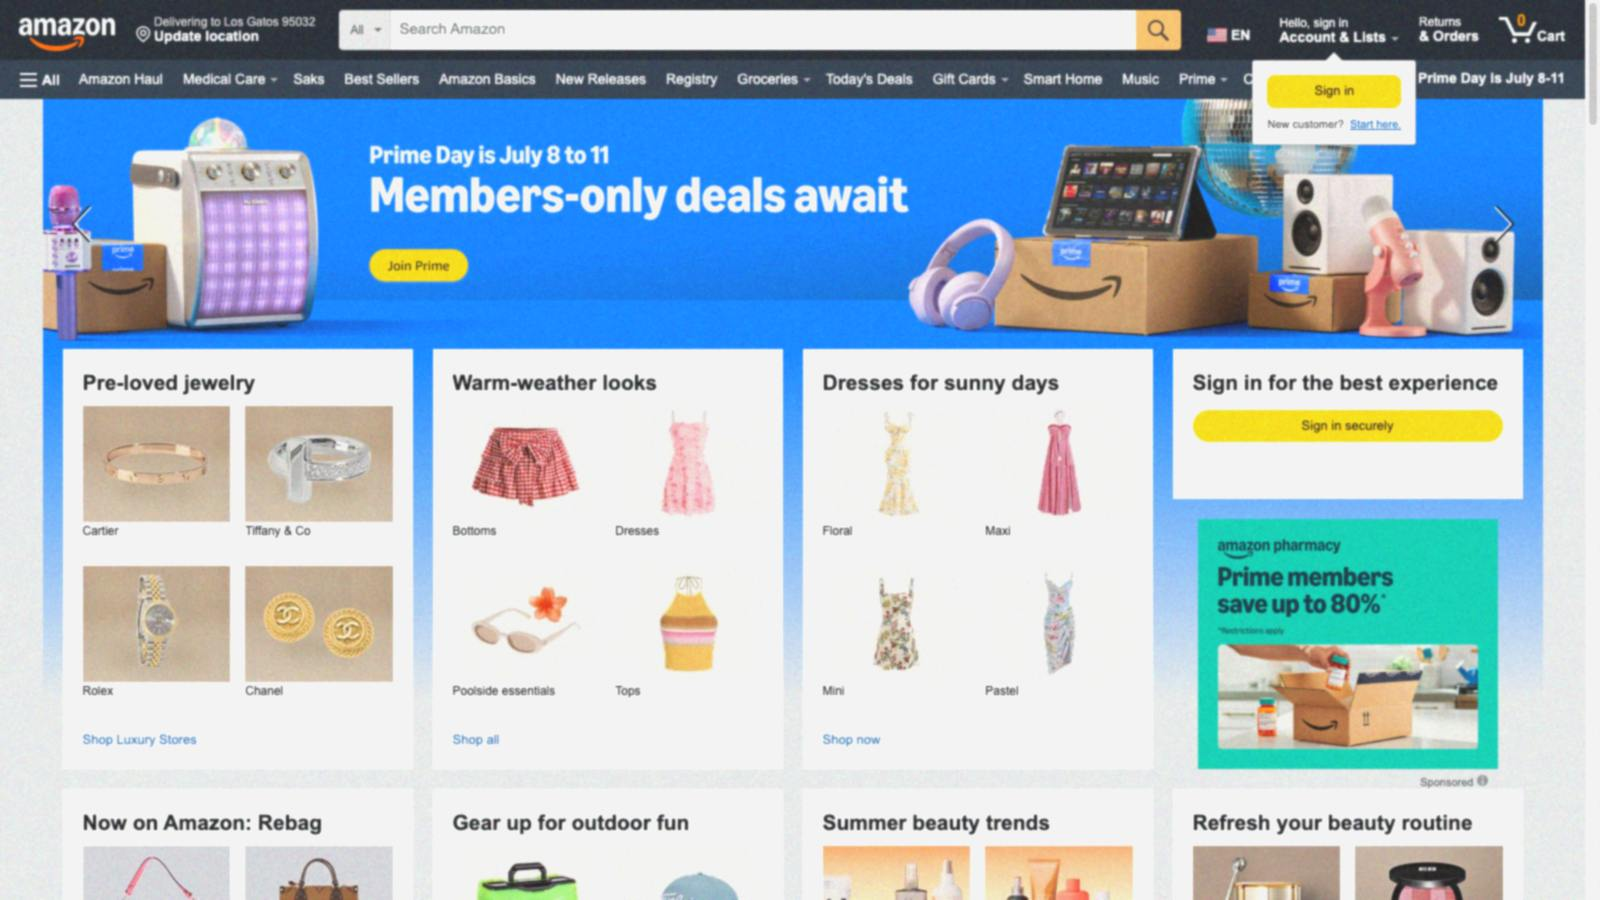 amazon
Delivering to Los Gatos 95032
Update location
All
Search Amazon
EN
Hello, sign in
Account & Lists
Returns
& Orders
0
Cart
All
Amazon Haul
Medical Care
Saks
Best Sellers
Amazon Basics
New Releases
Registry
Groceries
Today's Deals
Gift Cards
Smart Home
Music
Prime
Prime Day is July 8-11
Sign in
New customer? Start here.
Prime Day is July 8 to 11
Members-only deals await
Join Prime
prime
prime
prime
Pre-loved jewelry
Cartier
Tiffany & Co
Rolex
Chanel
Shop Luxury Stores
Warm-weather looks
Bottoms
Dresses
Poolside essentials
Tops
Shop all
Dresses for sunny days
Floral
Maxi
Mini
Pastel
Shop now
Sign in for the best experience
Sign in securely
amazon pharmacy
Prime members
save up to 80%*
*Restrictions apply
Sponsored
Now on Amazon: Rebag
Gear up for outdoor fun
Summer beauty trends
Refresh your beauty routine